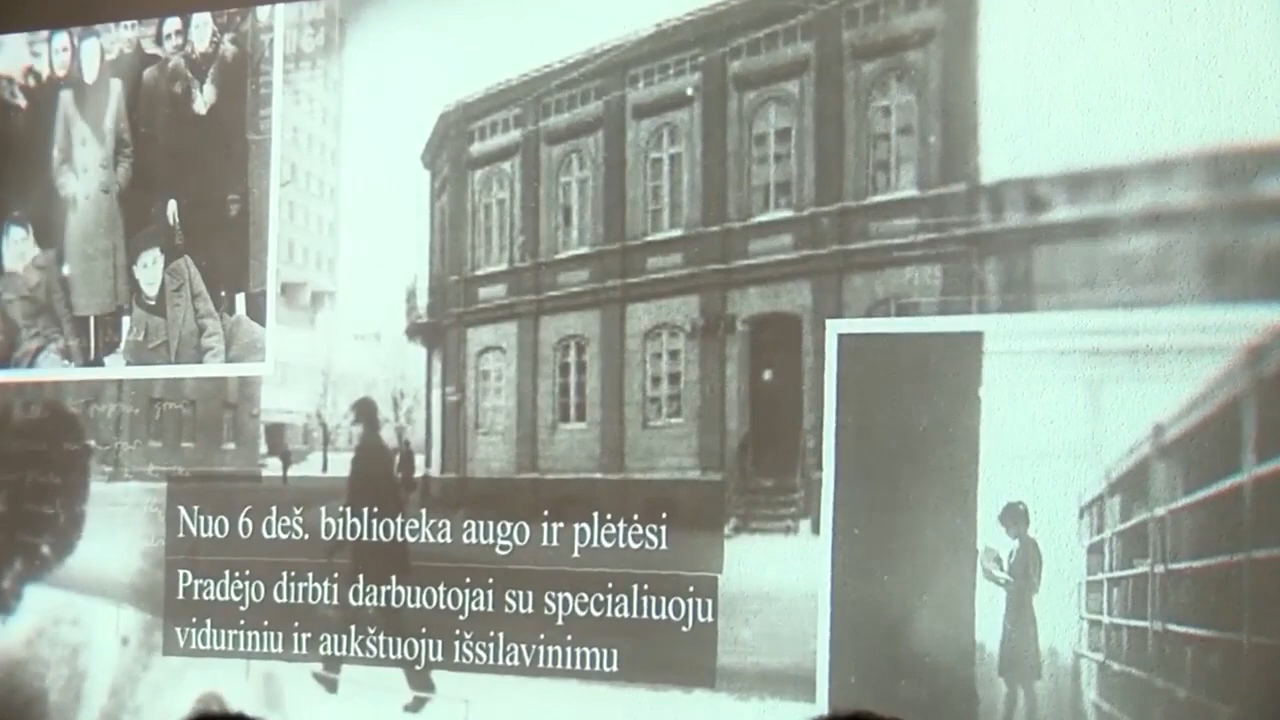 Nuo 6 deš. biblioteka augo ir plėtėsi
Pradėjo dirbti darbuotojai su specialiuoju
viduriniu ir aukštuoju išsilavinimu